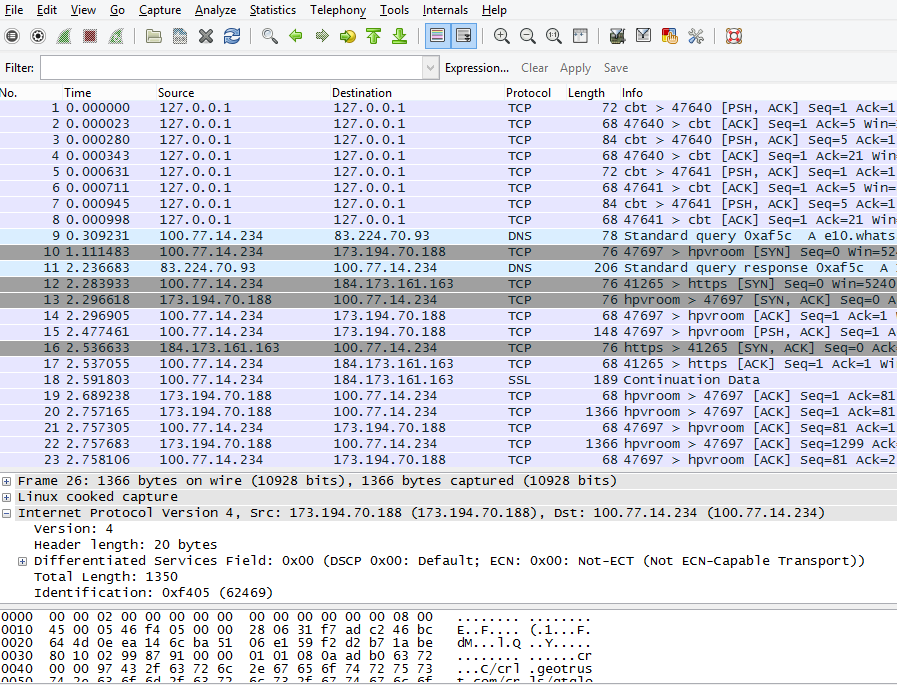 File Edit View Go Capture Analyze Statistics Telephony Tools Internals Help
Filter: Expression... Clear Apply Save
No. Time Source Destination Protocol Length Info
1 0.000000 127.0.0.1 127.0.0.1 TCP 72 cbt > 47640 [PSH, ACK] Seq=1 Ack=1
2 0.000023 127.0.0.1 127.0.0.1 TCP 68 47640 > cbt [ACK] Seq=1 Ack=5 Win=
3 0.000280 127.0.0.1 127.0.0.1 TCP 84 cbt > 47640 [PSH, ACK] Seq=5 Ack=1
4 0.000343 127.0.0.1 127.0.0.1 TCP 68 47640 > cbt [ACK] Seq=1 Ack=21 Win
5 0.000631 127.0.0.1 127.0.0.1 TCP 72 cbt > 47641 [PSH, ACK] Seq=1 Ack=1
6 0.000711 127.0.0.1 127.0.0.1 TCP 68 47641 > cbt [ACK] Seq=1 Ack=5 Win=
7 0.000945 127.0.0.1 127.0.0.1 TCP 84 cbt > 47641 [PSH, ACK] Seq=5 Ack=1
8 0.000998 127.0.0.1 127.0.0.1 TCP 68 47641 > cbt [ACK] Seq=1 Ack=21 Win
9 0.309231 100.77.14.234 83.224.70.93 DNS 78 Standard query 0xaf5c A e10.whats
10 1.111483 100.77.14.234 173.194.70.188 TCP 76 47697 > hpvroom [SYN] Seq=0 Win=524
11 2.236683 83.224.70.93 100.77.14.234 DNS 206 Standard query response 0xaf5c A
12 2.283933 100.77.14.234 184.173.161.163 TCP 76 41265 > https [SYN] Seq=0 Win=5240
13 2.296618 173.194.70.188 100.77.14.234 TCP 76 hpvroom > 47697 [SYN, ACK] Seq=0 A
14 2.296905 100.77.14.234 173.194.70.188 TCP 68 47697 > hpvroom [ACK] Seq=1 Ack=1
15 2.477461 100.77.14.234 173.194.70.188 TCP 148 47697 > hpvroom [PSH, ACK] Seq=1 A
16 2.536633 184.173.161.163 100.77.14.234 TCP 76 https > 41265 [SYN, ACK] Seq=0 Ack
17 2.537055 100.77.14.234 184.173.161.163 TCP 68 41265 > https [ACK] Seq=1 Ack=1 Wi
18 2.591803 100.77.14.234 184.173.161.163 SSL 189 Continuation Data
19 2.689238 173.194.70.188 100.77.14.234 TCP 68 hpvroom > 47697 [ACK] Seq=1 Ack=81
20 2.757165 173.194.70.188 100.77.14.234 TCP 1366 hpvroom > 47697 [ACK] Seq=1 Ack=81
21 2.757305 100.77.14.234 173.194.70.188 TCP 68 47697 > hpvroom [ACK] Seq=81 Ack=1
22 2.757683 173.194.70.188 100.77.14.234 TCP 1366 hpvroom > 47697 [ACK] Seq=1299 Ack
23 2.758106 100.77.14.234 173.194.70.188 TCP 68 47697 > hpvroom [ACK] Seq=81 Ack=2
Frame 26: 1366 bytes on wire (10928 bits), 1366 bytes captured (10928 bits)
Linux cooked capture
Internet Protocol Version 4, Src: 173.194.70.188 (173.194.70.188), Dst: 100.77.14.234 (100.77.14.234)
Version: 4
Header length: 20 bytes
Differentiated Services Field: 0x00 (DSCP 0x00: Default; ECN: 0x00: Not-ECT (Not ECN-Capable Transport))
Total Length: 1350
Identification: 0xf405 (62469)
0000 00 00 02 00 00 00 00 00 00 00 00 00 00 00 08 00 ........ ........
0010 45 00 05 46 f4 05 00 00 28 06 31 f7 ad c2 46 bc E..F.... (.1...F.
0020 64 4d 0e ea 14 6c ba 51 06 e1 59 f2 d2 b7 1a be dM...l.Q ..Y.....
0030 80 10 02 99 87 91 00 00 01 01 08 0a ad b0 63 72 ........ ......cr
0040 00 00 97 43 2f 63 72 6c 2e 67 65 6f 74 72 75 73 ...C/crl .geotrus
0050 74 2e 63 6f 6d 2f 63 72 6c 73 2f 67 74 67 6c 6f t.com/cr ls/gtglo